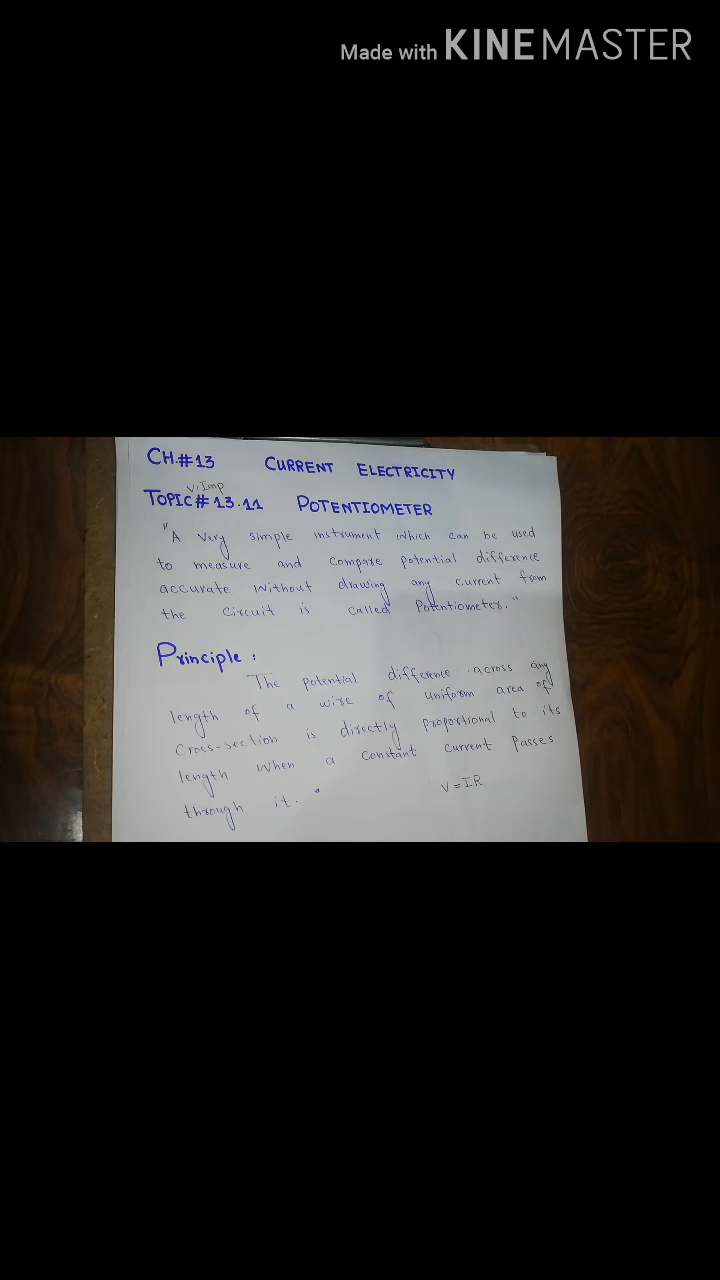 Made with KINEMASTER
CH.#13 CURRENT ELECTRICITY
V.Imp
TOPIC# 13.11 POTENTIOMETER
"A very simple instrument which can be used
to measure and compare potential difference
accurate without drawing any current from
the circuit is called Potentiometer."
Principle:
The potential difference across any
length of a wire of uniform area of
cross-section is directly proportional to its
length when a constant current passes
through it."
V=IR